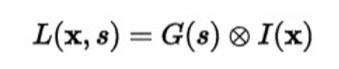 L(x, s) = G(s) ⊗ I(x)